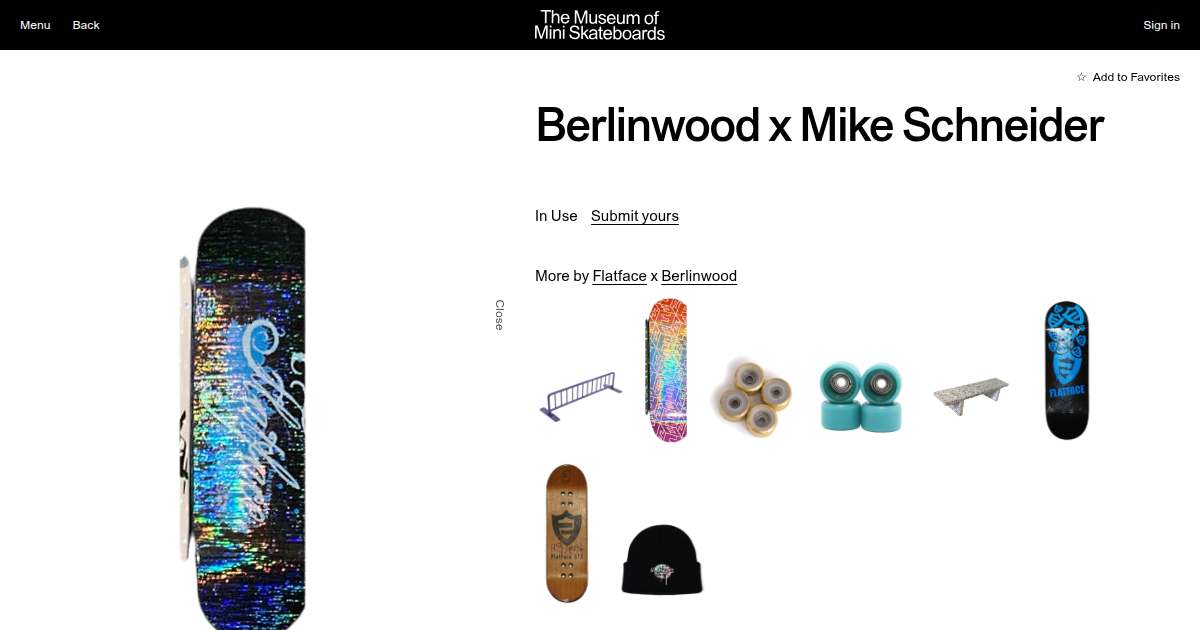 Menu
Back
The Museum of
Mini Skateboards
Sign in
☆ Add to Favorites
Berlinwood x Mike Schneider
In Use Submit yours
Close
More by Flatface x Berlinwood
FLATFACE